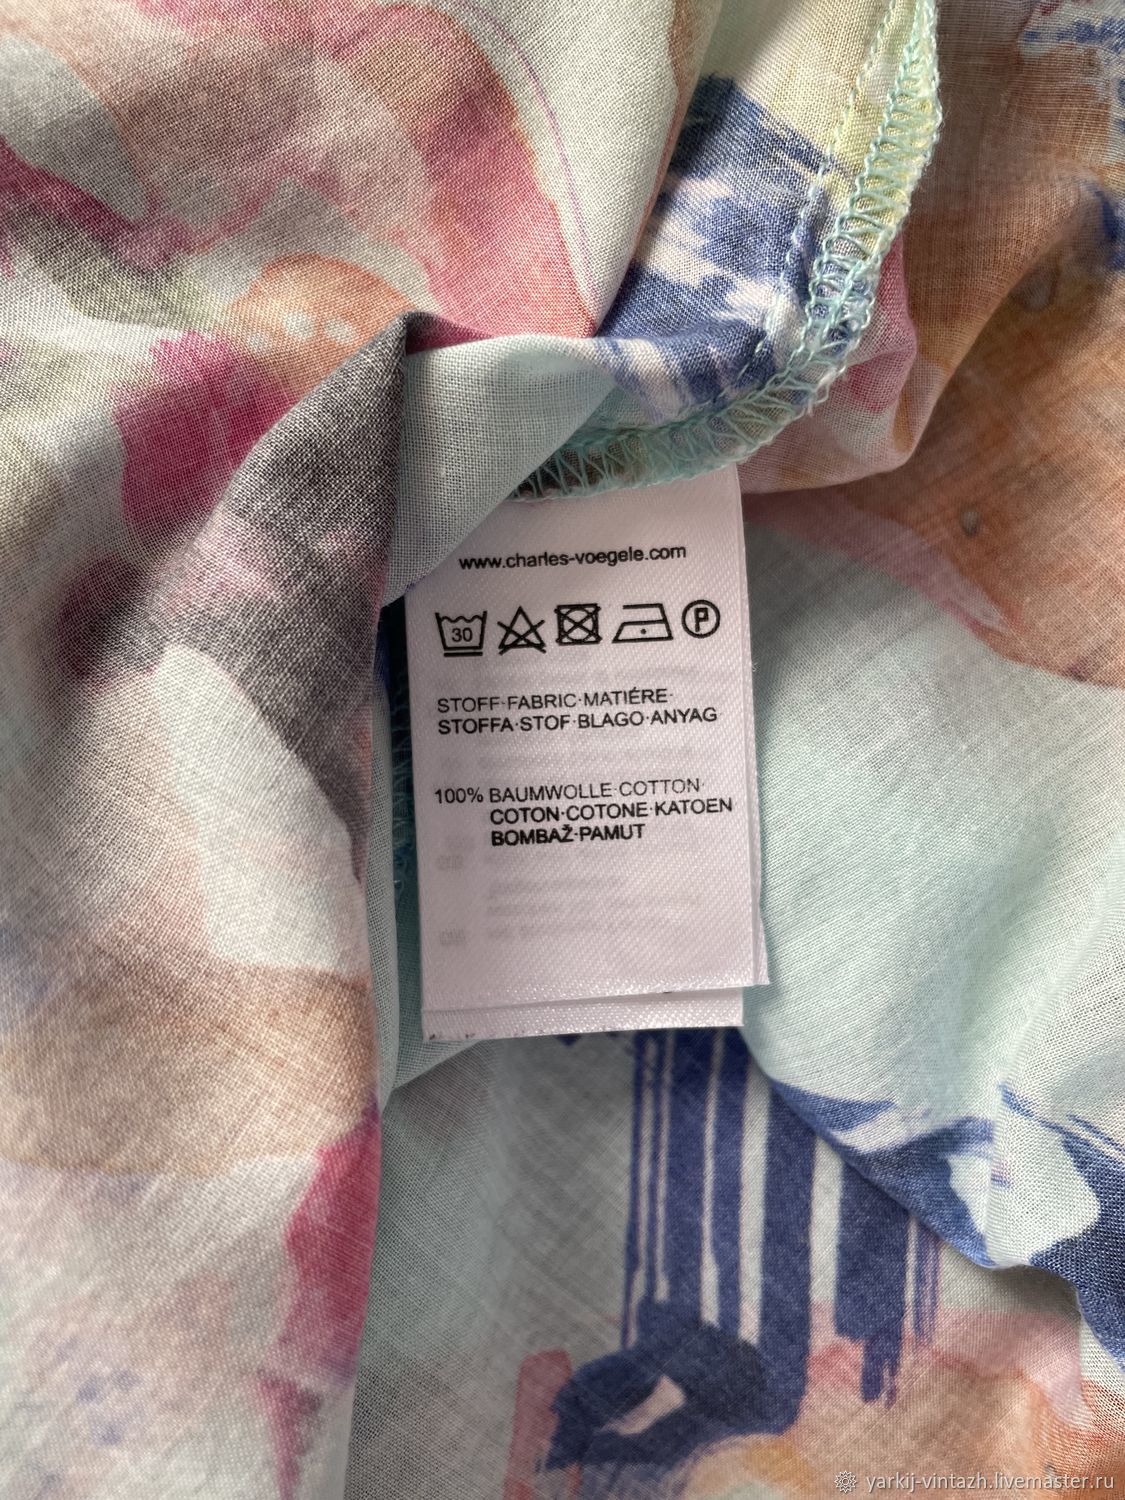 www.charles-voegele.com
30 P
STOFF·FABRIC·MATIÉRE·
STOFFA·STOF·BLAGO·ANYAG
100% BAUMWOLLE·COTTON·
COTON·COTONE·KATOEN
BOMBAŽ·PAMUT
yarkij-vintazh.livemaster.ru